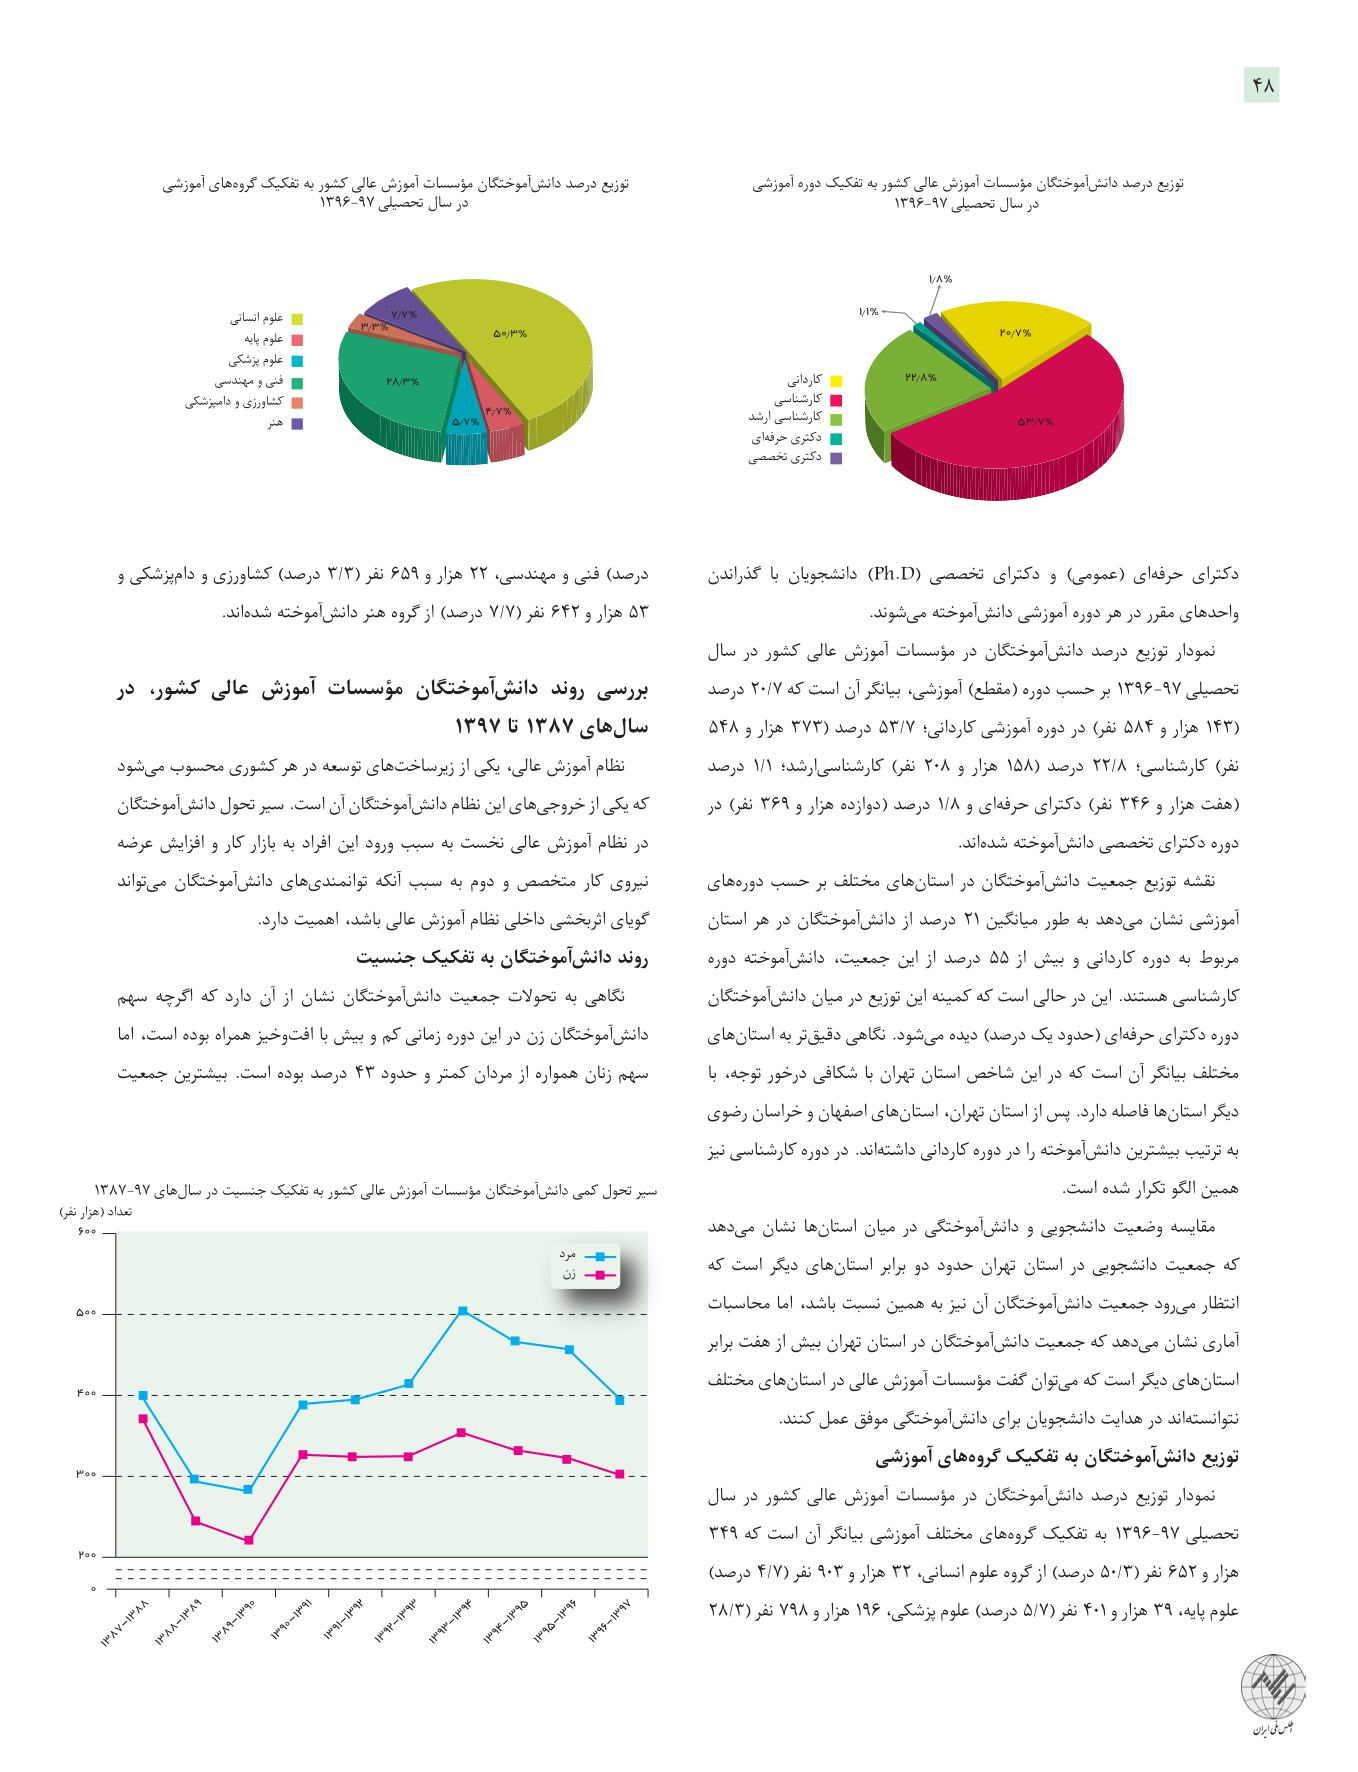 ۴۸
توزیع درصد دانش‌آموختگان مؤسسات آموزش عالی کشور به تفکیک دوره آموزشی
در سال تحصیلی ۹۷-۱۳۹۶
۱/۸%
۱/۱%
۲۰/۷%
۲۲/۸%
۵۳/۷%
کاردانی
کارشناسی
کارشناسی ارشد
دکتری حرفه‌ای
دکتری تخصصی
توزیع درصد دانش‌آموختگان مؤسسات آموزش عالی کشور به تفکیک گروه‌های آموزشی
در سال تحصیلی ۹۷-۱۳۹۶
۷/۷%
۳/۳%
۵۰/۳%
۲۸/۳%
۴/۷%
۵/۷%
علوم انسانی
علوم پایه
علوم پزشکی
فنی و مهندسی
کشاورزی و دامپزشکی
هنر
دکترای حرفه‌ای (عمومی) و دکترای تخصصی (Ph.D) دانشجویان با گذراندن
واحدهای مقرر در هر دوره آموزشی دانش‌آموخته می‌شوند.
نمودار توزیع درصد دانش‌آموختگان در مؤسسات آموزش عالی کشور در سال
تحصیلی ۹۷-۱۳۹۶ بر حسب دوره (مقطع) آموزشی، بیانگر آن است که ۲۰/۷ درصد
(۱۴۳ هزار و ۵۸۴ نفر) در دوره آموزشی کاردانی؛ ۵۳/۷ درصد (۳۷۳ هزار و ۵۴۸
نفر) کارشناسی؛ ۲۲/۸ درصد (۱۵۸ هزار و ۲۰۸ نفر) کارشناسی‌ارشد؛ ۱/۱ درصد
(هفت هزار و ۳۴۶ نفر) دکترای حرفه‌ای و ۱/۸ درصد (دوازده هزار و ۳۶۹ نفر) در
دوره دکترای تخصصی دانش‌آموخته شده‌اند.
نقشه توزیع جمعیت دانش‌آموختگان در استان‌های مختلف بر حسب دوره‌های
آموزشی نشان می‌دهد به طور میانگین ۲۱ درصد از دانش‌آموختگان در هر استان
مربوط به دوره کاردانی و بیش از ۵۵ درصد از این جمعیت، دانش‌آموخته دوره
کارشناسی هستند. این در حالی است که کمینه این توزیع در میان دانش‌آموختگان
دوره دکترای حرفه‌ای (حدود یک درصد) دیده می‌شود. نگاهی دقیق‌تر به استان‌های
مختلف بیانگر آن است که در این شاخص استان تهران با شکافی درخور توجه، با
دیگر استان‌ها فاصله دارد. پس از استان تهران، استان‌های اصفهان و خراسان رضوی
به ترتیب بیشترین دانش‌آموخته را در دوره کاردانی داشته‌اند. در دوره کارشناسی نیز
همین الگو تکرار شده است.
مقایسه وضعیت دانشجویی و دانش‌آموختگی در میان استان‌ها نشان می‌دهد
که جمعیت دانشجویی در استان تهران حدود دو برابر استان‌های دیگر است که
انتظار می‌رود جمعیت دانش‌آموختگان آن نیز به همین نسبت باشد، اما محاسبات
آماری نشان می‌دهد که جمعیت دانش‌آموختگان در استان تهران بیش از هفت برابر
استان‌های دیگر است که می‌توان گفت مؤسسات آموزش عالی در استان‌های مختلف
نتوانسته‌اند در هدایت دانشجویان برای دانش‌آموختگی موفق عمل کنند.
توزیع دانش‌آموختگان به تفکیک گروه‌های آموزشی
نمودار توزیع درصد دانش‌آموختگان در مؤسسات آموزش عالی کشور در سال
تحصیلی ۹۷-۱۳۹۶ به تفکیک گروه‌های مختلف آموزشی بیانگر آن است که ۳۴۹
هزار و ۶۵۲ نفر (۵۰/۳ درصد) از گروه علوم انسانی، ۳۲ هزار و ۹۰۳ نفر (۴/۷ درصد)
علوم پایه، ۳۹ هزار و ۴۰۱ نفر (۵/۷ درصد) علوم پزشکی، ۱۹۶ هزار و ۷۹۸ نفر (۲۸/۳
درصد) فنی و مهندسی، ۲۲ هزار و ۶۵۹ نفر (۳/۳ درصد) کشاورزی و دام‌پزشکی و
۵۳ هزار و ۶۴۲ نفر (۷/۷ درصد) از گروه هنر دانش‌آموخته شده‌اند.
بررسی روند دانش‌آموختگان مؤسسات آموزش عالی کشور، در
سال‌های ۱۳۸۷ تا ۱۳۹۷
نظام آموزش عالی، یکی از زیرساخت‌های توسعه در هر کشوری محسوب می‌شود
که یکی از خروجی‌های این نظام دانش‌آموختگان آن است. سیر تحول دانش‌آموختگان
در نظام آموزش عالی نخست به سبب ورود این افراد به بازار کار و افزایش عرضه
نیروی کار متخصص و دوم به سبب آنکه توانمندی‌های دانش‌آموختگان می‌تواند
گویای اثربخشی داخلی نظام آموزش عالی باشد، اهمیت دارد.
روند دانش‌آموختگان به تفکیک جنسیت
نگاهی به تحولات جمعیت دانش‌آموختگان نشان از آن دارد که اگرچه سهم
دانش‌آموختگان زن در این دوره زمانی کم و بیش با افت‌وخیز همراه بوده است، اما
سهم زنان همواره از مردان کمتر و حدود ۴۳ درصد بوده است. بیشترین جمعیت
سیر تحول کمی دانش‌آموختگان مؤسسات آموزش عالی کشور به تفکیک جنسیت در سال‌های ۹۷-۱۳۸۷
تعداد (هزار نفر)
۶۰۰
۵۰۰
۴۰۰
۳۰۰
۲۰۰
۰
مرد
زن
۱۳۸۷-۱۳۸۸
۱۳۸۸-۱۳۸۹
۱۳۸۹-۱۳۹۰
۱۳۹۰-۱۳۹۱
۱۳۹۱-۱۳۹۲
۱۳۹۲-۱۳۹۳
۱۳۹۳-۱۳۹۴
۱۳۹۴-۱۳۹۵
۱۳۹۵-۱۳۹۶
۱۳۹۶-۱۳۹۷
اطلس ملی ایران